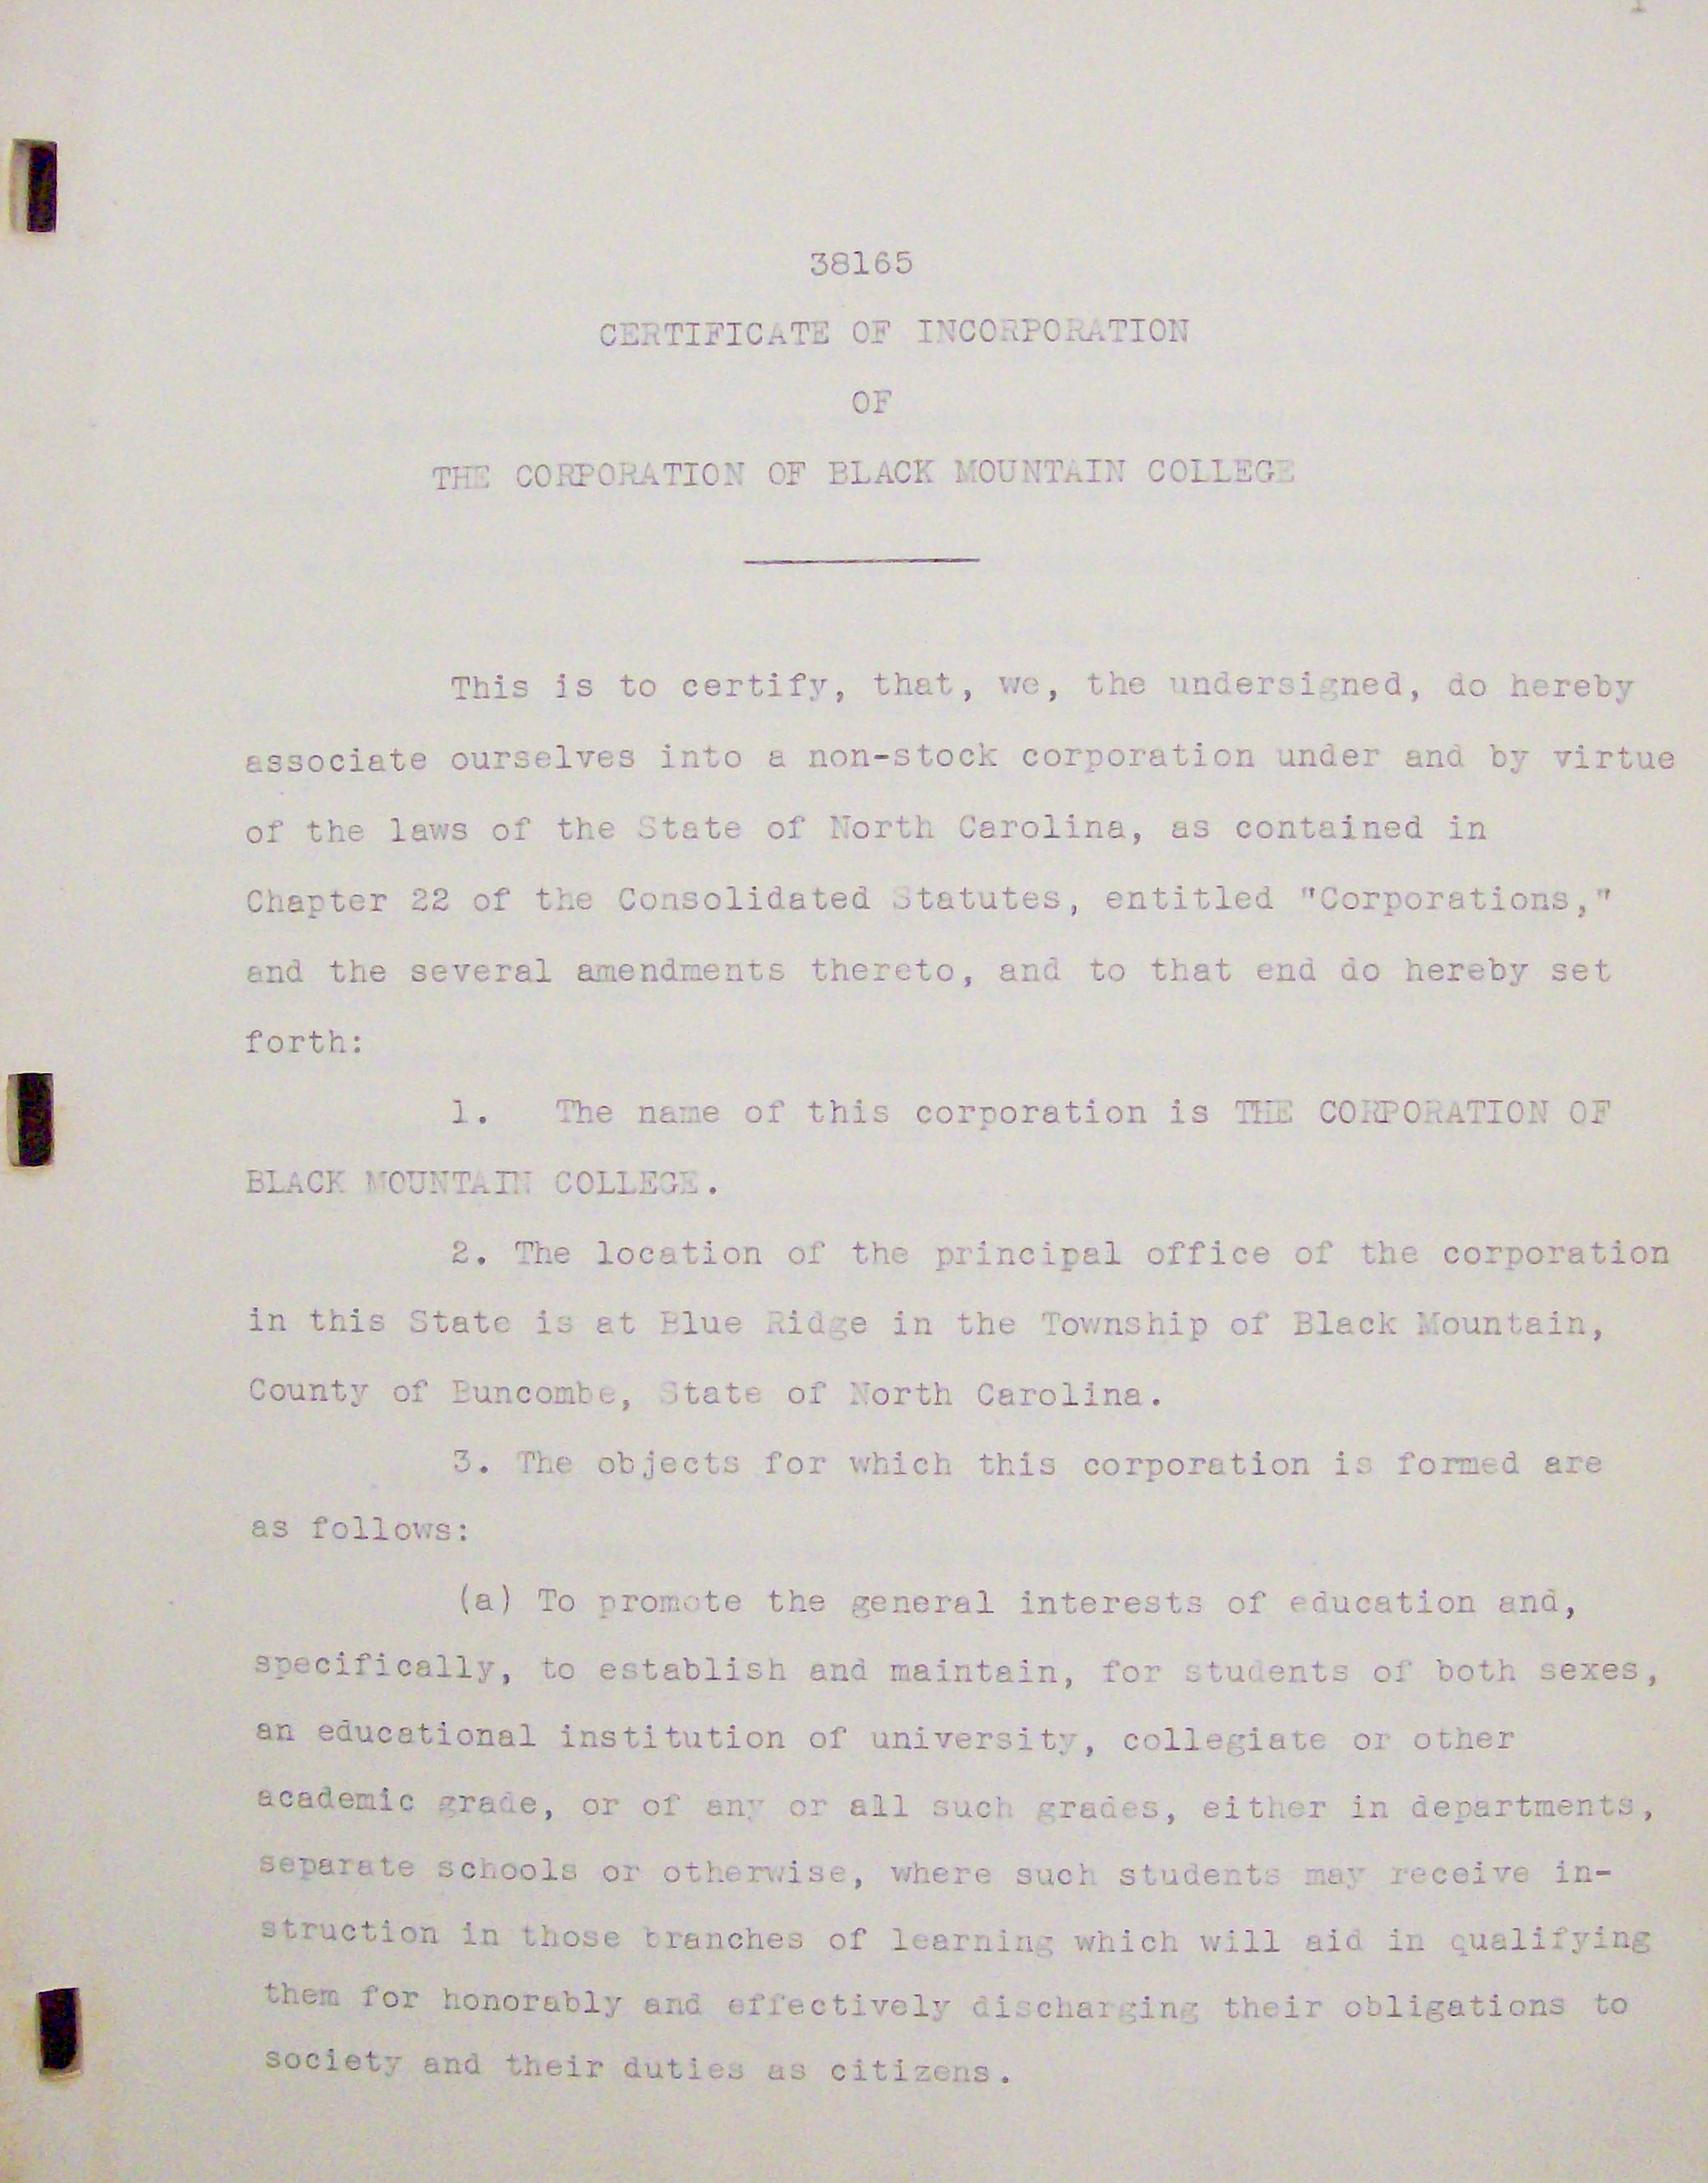 38165
CERTIFICATE OF INCORPORATION
OF
THE CORPORATION OF BLACK MOUNTAIN COLLEGE
This is to certify, that, we, the undersigned, do hereby
associate ourselves into a non-stock corporation under and by virtue
of the laws of the State of North Carolina, as contained in
Chapter 22 of the Consolidated Statutes, entitled "Corporations,"
and the several amendments thereto, and to that end do hereby set
forth:
1. The name of this corporation is THE CORPORATION OF
BLACK MOUNTAIN COLLEGE.
2. The location of the principal office of the corporation
in this State is at Blue Ridge in the Township of Black Mountain,
County of Buncombe, State of North Carolina.
3. The objects for which this corporation is formed are
as follows:
(a) To promote the general interests of education and,
specifically, to establish and maintain, for students of both sexes,
an educational institution of university, collegiate or other
academic grade, or of any or all such grades, either in departments,
separate schools or otherwise, where such students may receive in-
struction in those branches of learning which will aid in qualifying
them for honorably and effectively discharging their obligations to
society and their duties as citizens.